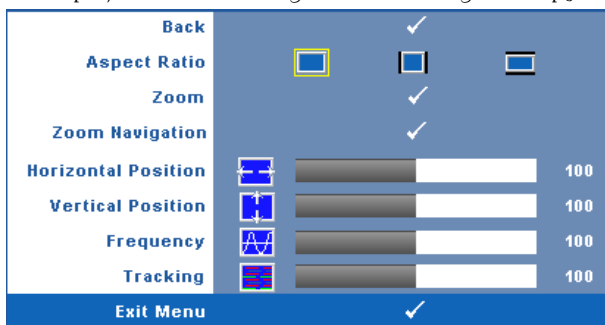 Back
Aspect Ratio
Zoom
Zoom Navigation
Horizontal Position 100
Vertical Position 100
Frequency 100
Tracking 100
Exit Menu